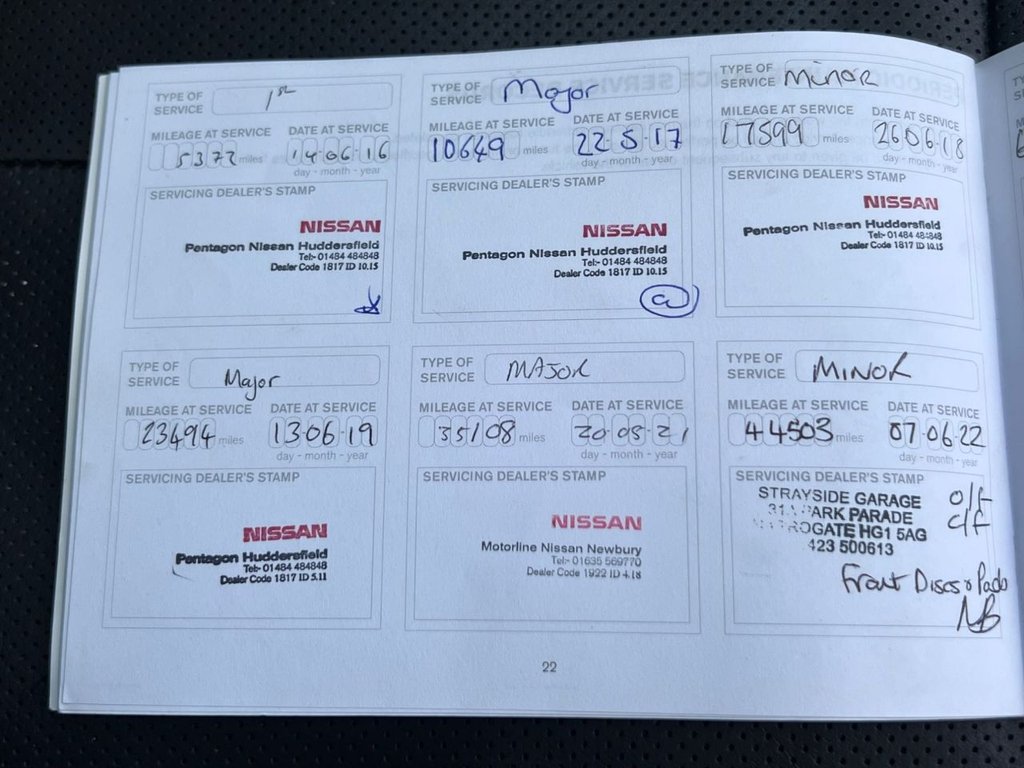 TYPE OF SERVICE 1st
MILEAGE AT SERVICE DATE AT SERVICE
5372 miles 14·06·16
day - month - year
SERVICING DEALER'S STAMP
NISSAN
Pentagon Nissan Huddersfield
Tel:- 01484 484848
Dealer Code 1817 ID 10.15
TYPE OF SERVICE Major
MILEAGE AT SERVICE DATE AT SERVICE
10649 miles 22·5·17
day - month - year
SERVICING DEALER'S STAMP
NISSAN
Pentagon Nissan Huddersfield
Tel:- 01484 484848
Dealer Code 1817 ID 10.15
TYPE OF SERVICE Minor
MILEAGE AT SERVICE DATE AT SERVICE
17599 miles 26·06·18
day - month - year
SERVICING DEALER'S STAMP
NISSAN
Pentagon Nissan Huddersfield
Tel:- 01484 484848
Dealer Code 1817 ID 10.15
TYPE OF SERVICE Major
MILEAGE AT SERVICE DATE AT SERVICE
23494 miles 13·06·19
day - month - year
SERVICING DEALER'S STAMP
NISSAN
Pentagon Huddersfield
Tel:- 01484 484848
Dealer Code 1817 ID 5.11
TYPE OF SERVICE MAJOR
MILEAGE AT SERVICE DATE AT SERVICE
35108 miles 20·05·21
day - month - year
SERVICING DEALER'S STAMP
NISSAN
Motorline Nissan Newbury
Tel:- 01635 569770
Dealer Code 1922 ID 4.18
TYPE OF SERVICE MINOR
MILEAGE AT SERVICE DATE AT SERVICE
44503 miles 07·06·22
day - month - year
SERVICING DEALER'S STAMP
STRAYSIDE GARAGE O/F
PARK PARADE C/F
HG1 5AG
423 500613
Front Discs & Pads
NB
22